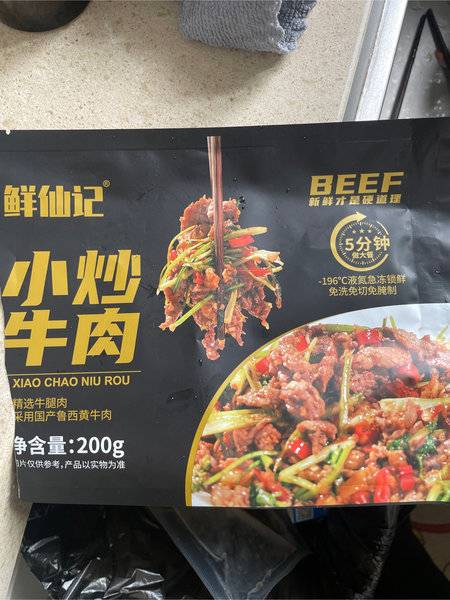 鲜仙记®
BEEF
新鲜才是硬道理
5分钟
做大餐
-196℃液氮急冻锁鲜
免洗免切免腌制
小炒
牛肉
XIAO CHAO NIU ROU
精选牛腿肉
采用国产鲁西黄牛肉
净含量:200g
图片仅供参考,产品以实物为准